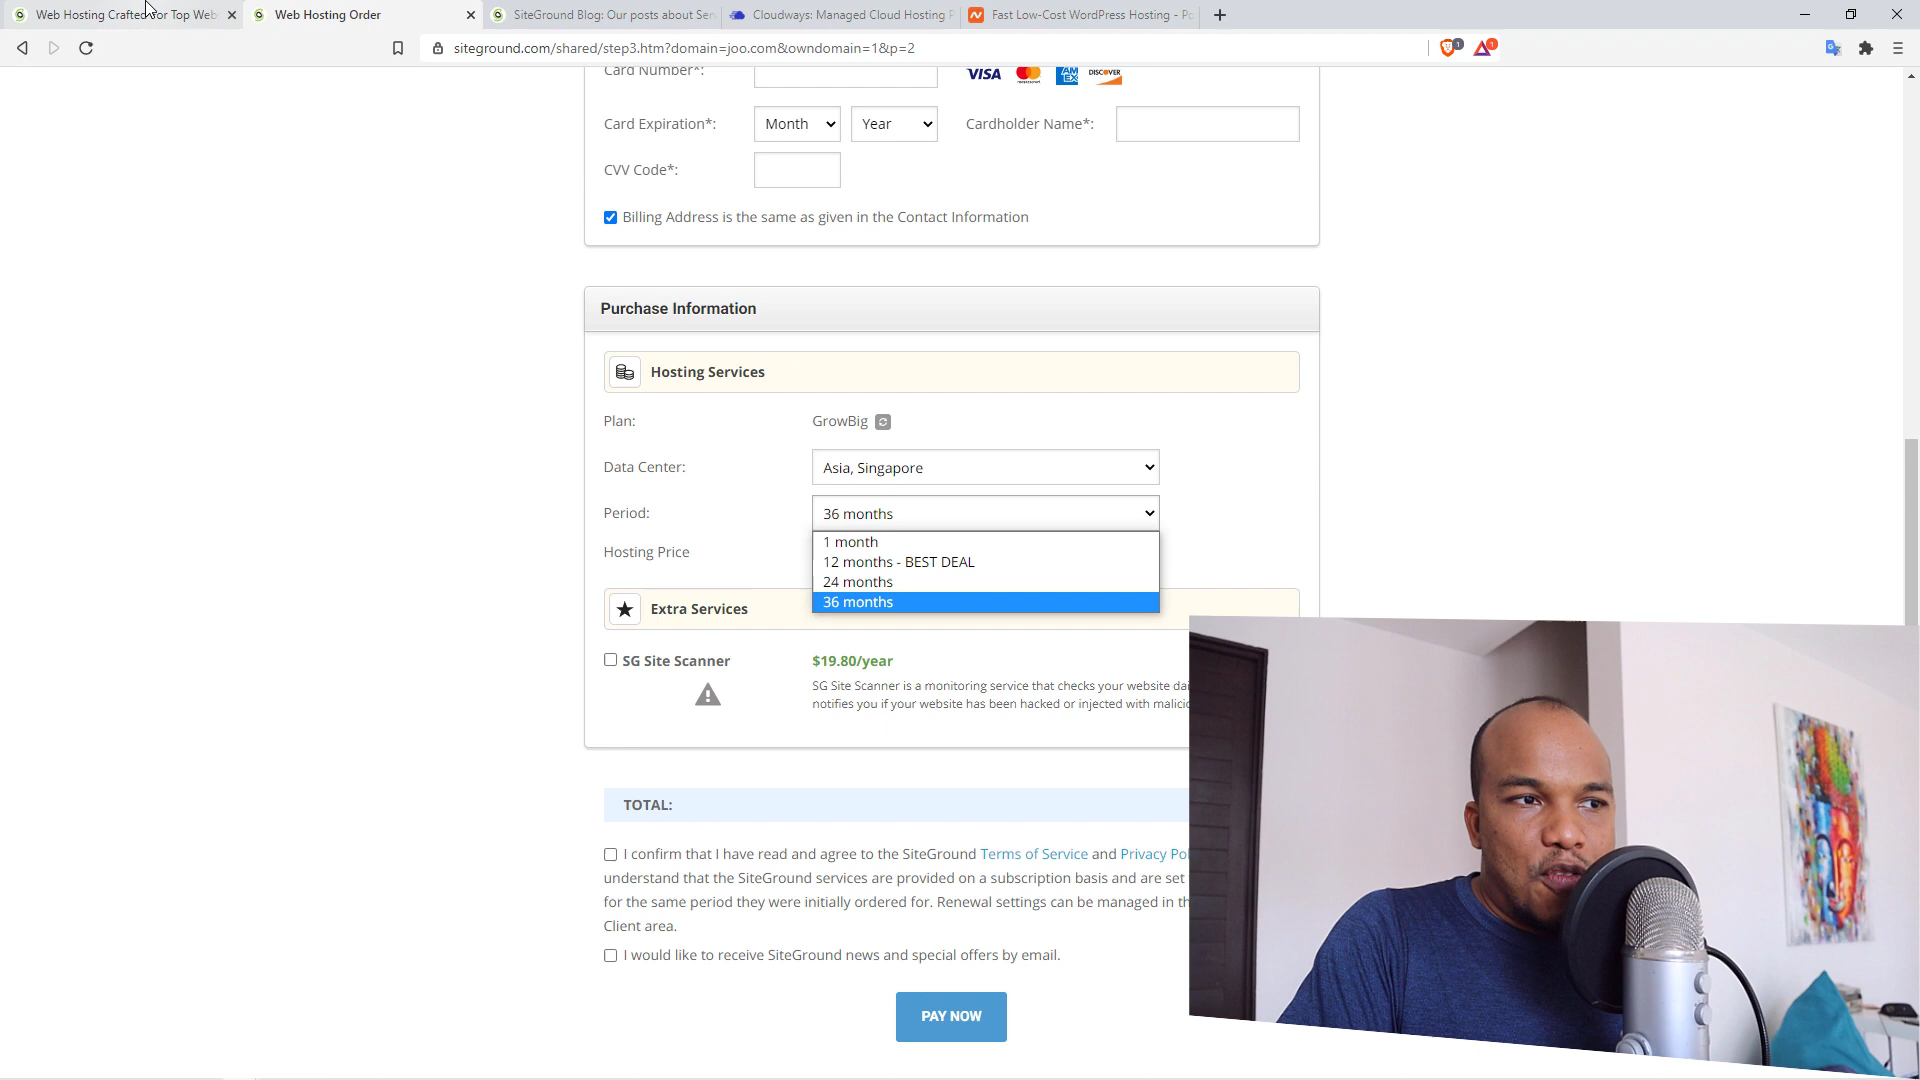 Web Hosting Crafted for Top Web
Web Hosting Order
SiteGround Blog: Our posts about Ser
Cloudways: Managed Cloud Hosting P
Fast Low-Cost WordPress Hosting - Po
siteground.com/shared/step3.htm?domain=joo.com&owndomain=1&p=2
1
1
Card Number*:
VISA
AM EX
DISCOVER
Card Expiration*:
Month
Year
Cardholder Name*:
CVV Code*:
Billing Address is the same as given in the Contact Information
Purchase Information
Hosting Services
Plan:
GrowBig
Data Center:
Asia, Singapore
Period:
36 months
1 month
Hosting Price
12 months - BEST DEAL
24 months
36 months
Extra Services
SG Site Scanner
$19.80/year
SG Site Scanner is a monitoring service that checks your website dai
notifies you if your website has been hacked or injected with malici
TOTAL:
I confirm that I have read and agree to the SiteGround Terms of Service and Privacy Pol
understand that the SiteGround services are provided on a subscription basis and are set
for the same period they were initially ordered for. Renewal settings can be managed in th
Client area.
I would like to receive SiteGround news and special offers by email.
PAY NOW